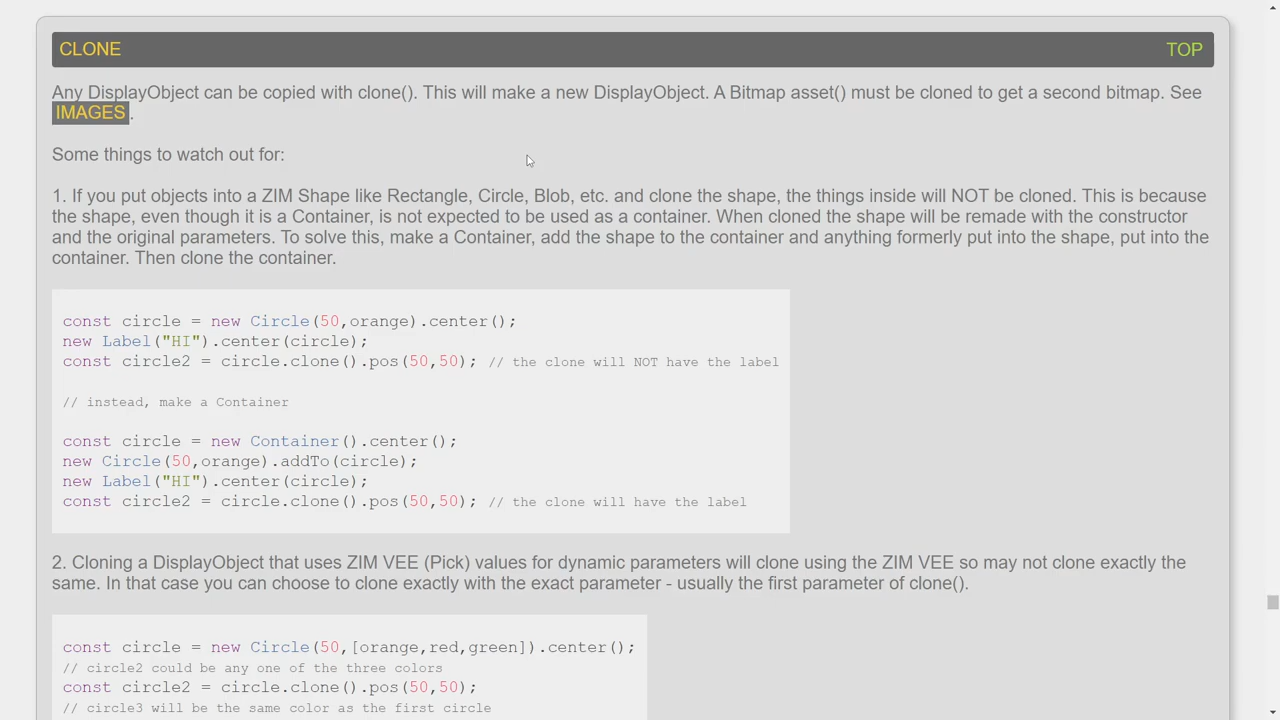 CLONE TOP
Any DisplayObject can be copied with clone(). This will make a new DisplayObject. A Bitmap asset() must be cloned to get a second bitmap. See
IMAGES.
Some things to watch out for:
1. If you put objects into a ZIM Shape like Rectangle, Circle, Blob, etc. and clone the shape, the things inside will NOT be cloned. This is because
the shape, even though it is a Container, is not expected to be used as a container. When cloned the shape will be remade with the constructor
and the original parameters. To solve this, make a Container, add the shape to the container and anything formerly put into the shape, put into the
container. Then clone the container.
const circle = new Circle(50,orange).center();
new Label("HI").center(circle);
const circle2 = circle.clone().pos(50,50); // the clone will NOT have the label
// instead, make a Container
const circle = new Container().center();
new Circle(50,orange).addTo(circle);
new Label("HI").center(circle);
const circle2 = circle.clone().pos(50,50); // the clone will have the label
2. Cloning a DisplayObject that uses ZIM VEE (Pick) values for dynamic parameters will clone using the ZIM VEE so may not clone exactly the
same. In that case you can choose to clone exactly with the exact parameter - usually the first parameter of clone().
const circle = new Circle(50,[orange,red,green]).center();
// circle2 could be any one of the three colors
const circle2 = circle.clone().pos(50,50);
// circle3 will be the same color as the first circle